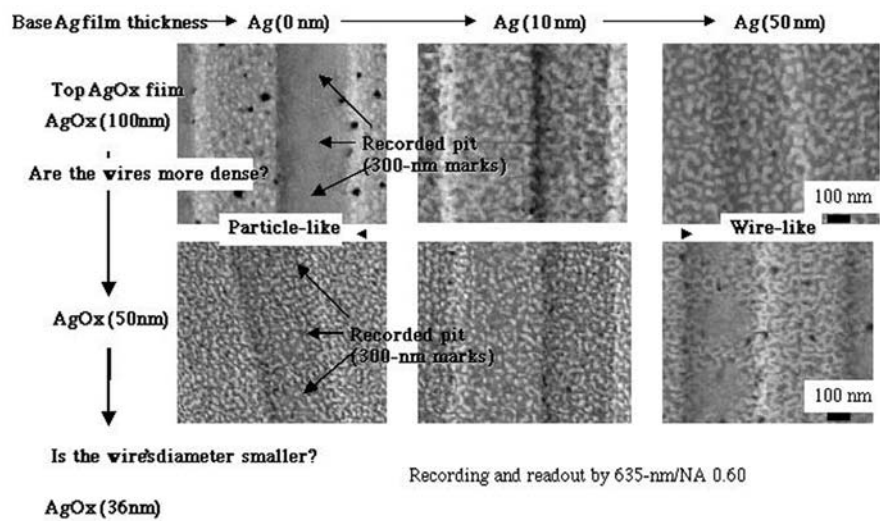 Base Ag film thickness Ag (0 nm) Ag (10 nm) Ag (50 nm)
Top AgOx fiim
AgOx (100nm)
Recorded pit
(300-nm marks)
Are the wires more dense?
100 nm
Particle-like Wire-like
AgOx (50nm)
Recorded pit
(300-nm marks)
100 nm
Is the wire's diameter smaller?
Recording and readout by 635-nm/NA 0.60
AgOx (36nm)